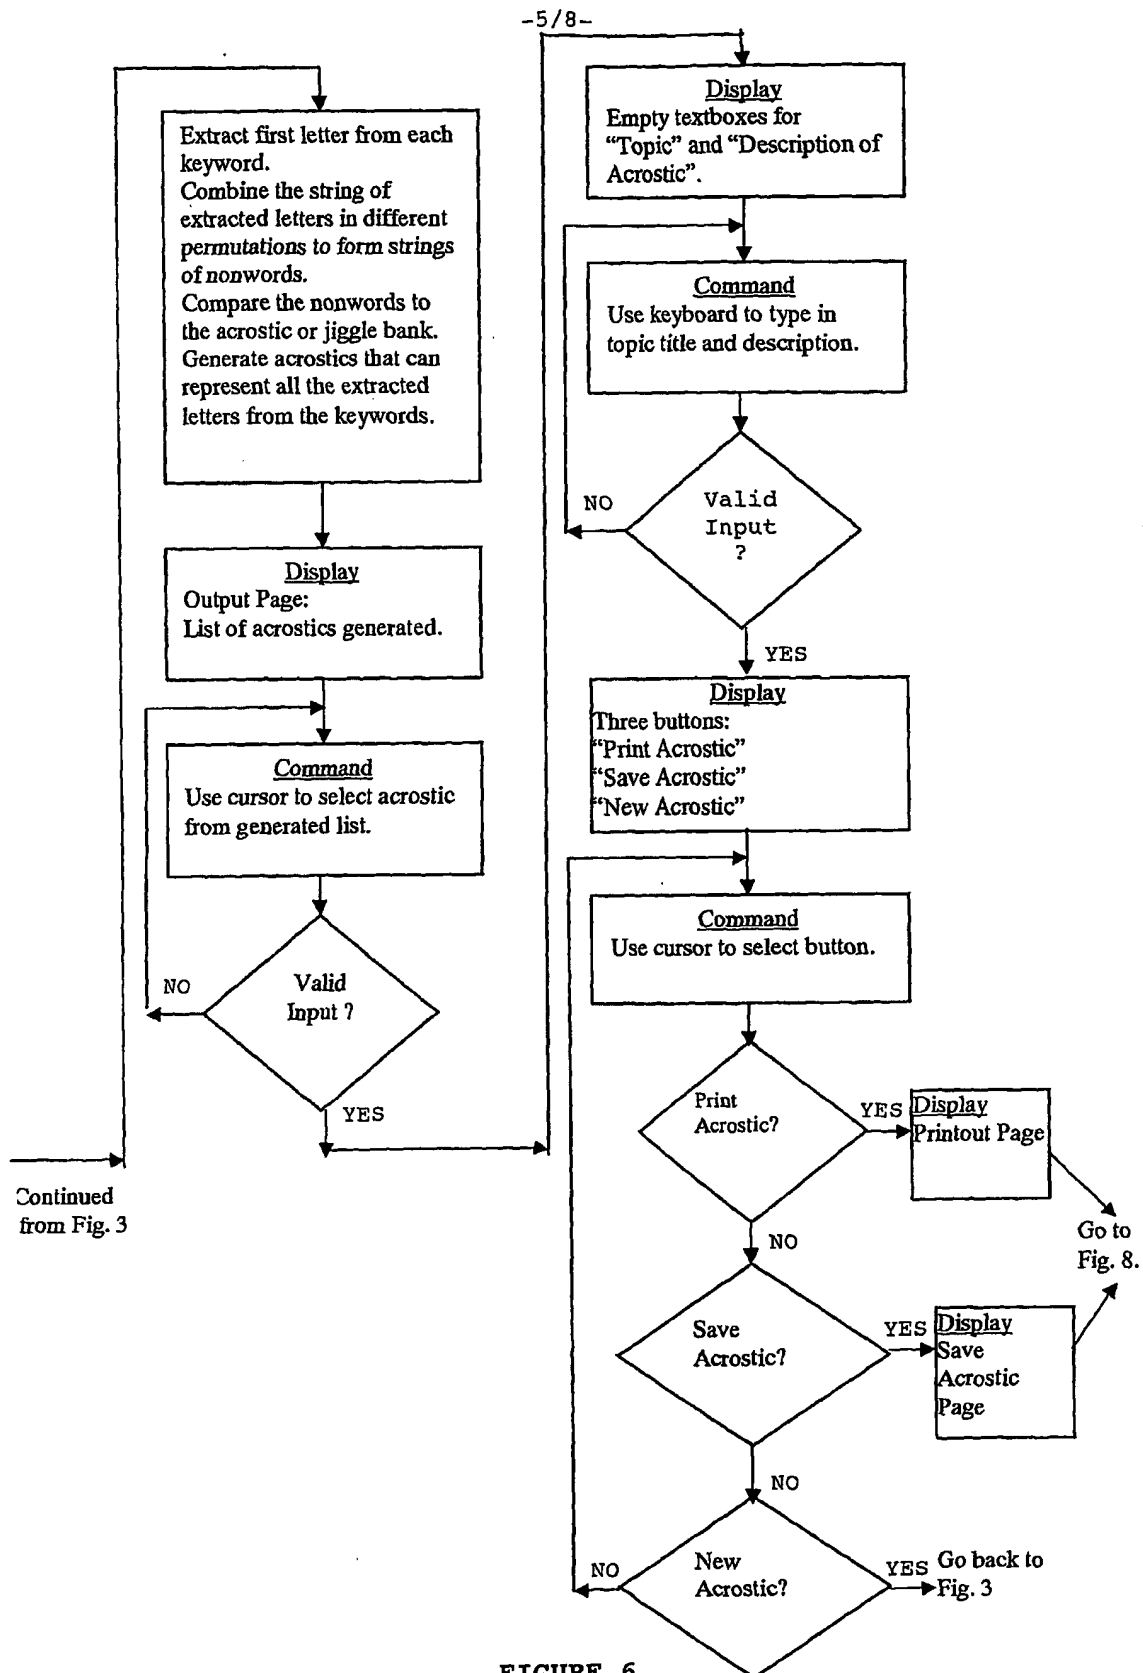 -5/8-
Extract first letter from each
keyword.
Combine the string of
extracted letters in different
permutations to form strings
of nonwords.
Compare the nonwords to
the acrostic or jiggle bank.
Generate acrostics that can
represent all the extracted
letters from the keywords.
Display
Output Page:
List of acrostics generated.
Command
Use cursor to select acrostic
from generated list.
Valid
Input ?
NO
YES
Continued
from Fig. 3
Display
Empty textboxes for
“Topic” and “Description of
Acrostic”.
Command
Use keyboard to type in
topic title and description.
NO
Valid
Input
?
YES
Display
Three buttons:
“Print Acrostic”
“Save Acrostic”
“New Acrostic”
Command
Use cursor to select button.
Print
Acrostic?
YES
Display
Printout Page
NO
Go to
Fig. 8.
Save
Acrostic?
YES
Display
Save
Acrostic
Page
NO
New
Acrostic?
NO
YES
Go back to
Fig. 3
FIGURE 6